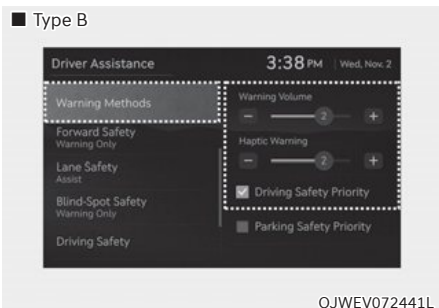 ■ Type B
Driver Assistance
3:38 PM
Wed, Nov. 2
Warning Methods
Forward Safety
Warning Only
Lane Safety
Assist
Blind-Spot Safety
Warning Only
Driving Safety
Warning Volume
− 2 +
Haptic Warning
− 2 +
Driving Safety Priority
Parking Safety Priority
OJWEV072441L